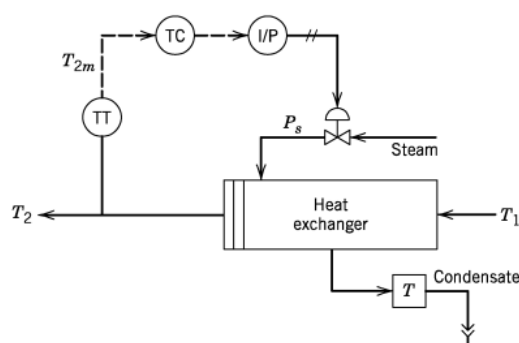 TC
I/P
T2m
TT
Ps
Steam
T2
Heat
exchanger
T1
T
Condensate